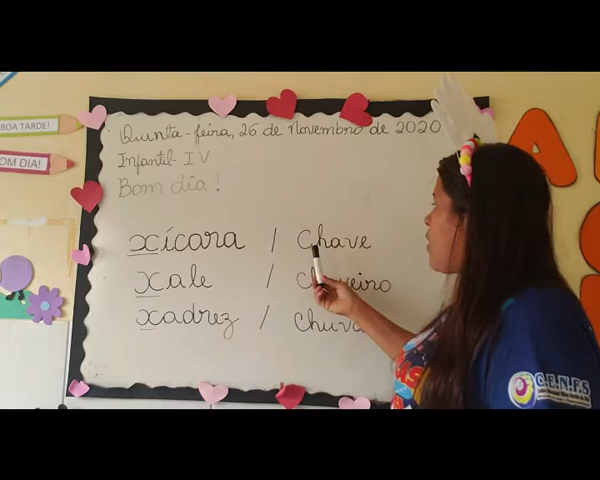 BOA TARDE!
BOM DIA!
Quinta-feira, 26 de Novembro de 2020
Infantil-IV
Bom dia!
xícara / Chave
Xale /
xadrez /
C.E.N.F.S